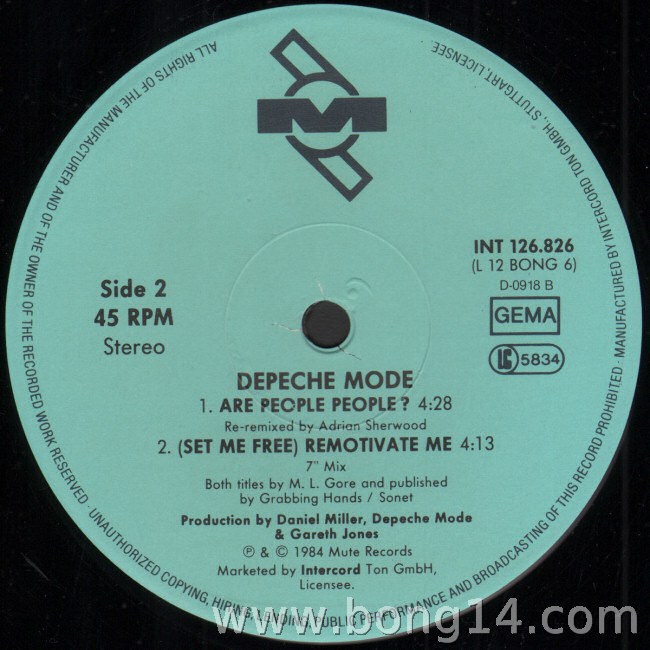 M
Side 2
45 RPM
Stereo
INT 126.826
(L 12 BONG 6)
D-0918 B
GEMA
LC 5834
DEPECHE MODE
1. ARE PEOPLE PEOPLE? 4:28
Re-remixed by Adrian Sherwood
2. (SET ME FREE) REMOTIVATE ME 4:13
7" Mix
Both titles by M. L. Gore and published
by Grabbing Hands / Sonet
Production by Daniel Miller, Depeche Mode
& Gareth Jones
℗ & © 1984 Mute Records
Marketed by Intercord Ton GmbH,
Licensee.
ALL RIGHTS OF THE MANUFACTURER AND OF THE OWNER OF THE RECORDED WORK RESERVED · UNAUTHORIZED COPYING, HIRING, LENDING, PUBLIC PERFORMANCE AND BROADCASTING OF THIS RECORD PROHIBITED · MANUFACTURED BY INTERCORD TON GMBH, STUTTGART, LICENSEE.
www.bong14.com